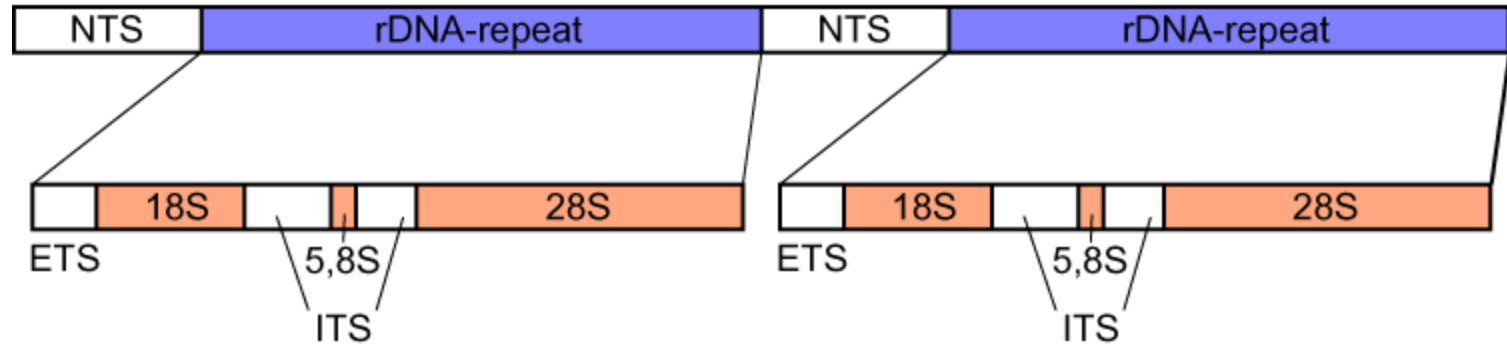 NTS rDNA-repeat NTS rDNA-repeat
18S 28S 18S 28S
ETS 5,8S ETS 5,8S
ITS ITS